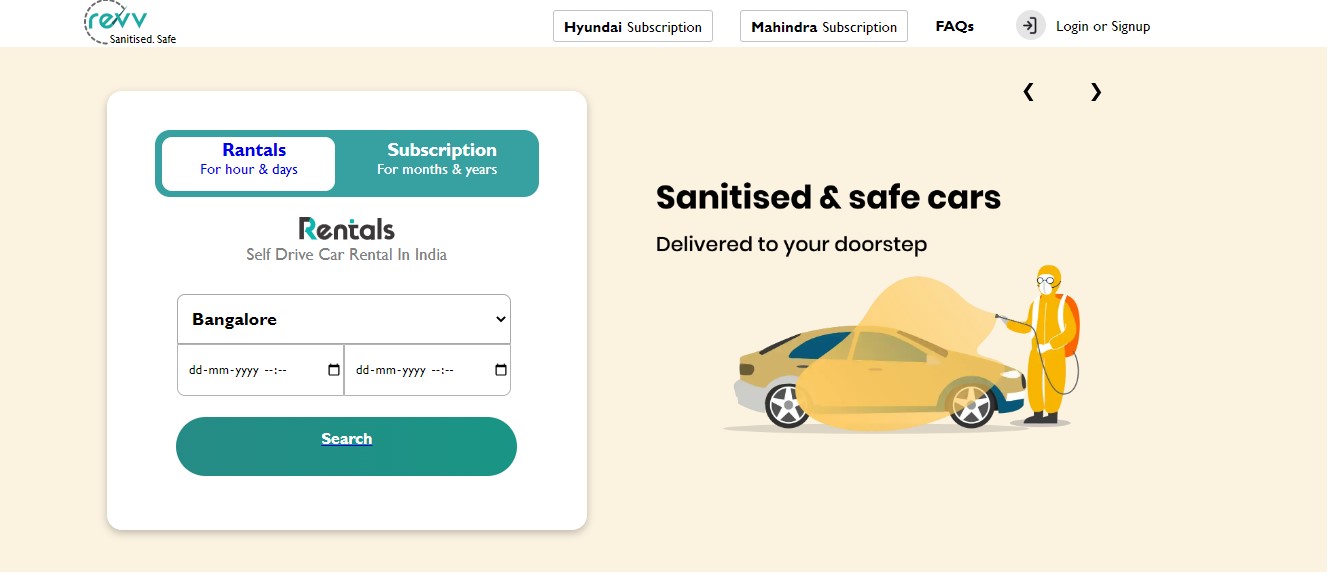 revv
Sanitised. Safe
Hyundai Subscription
Mahindra Subscription
FAQs
Login or Signup
❮ ❯
Rantals
For hour & days
Subscription
For months & years
Rentals
Self Drive Car Rental In India
Bangalore
dd-mm-yyyy --:--
dd-mm-yyyy --:--
Search
Sanitised & safe cars
Delivered to your doorstep